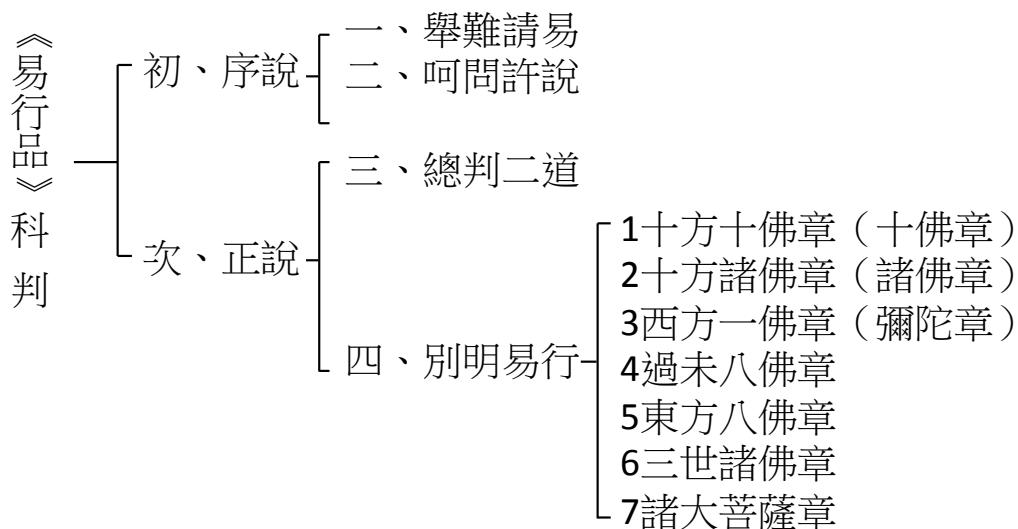 《易行品》科判
初、序說
一、舉難請易
二、呵問許說
次、正說
三、總判二道
四、別明易行
1十方十佛章（十佛章）
2十方諸佛章（諸佛章）
3西方一佛章（彌陀章）
4過未八佛章
5東方八佛章
6三世諸佛章
7諸大菩薩章